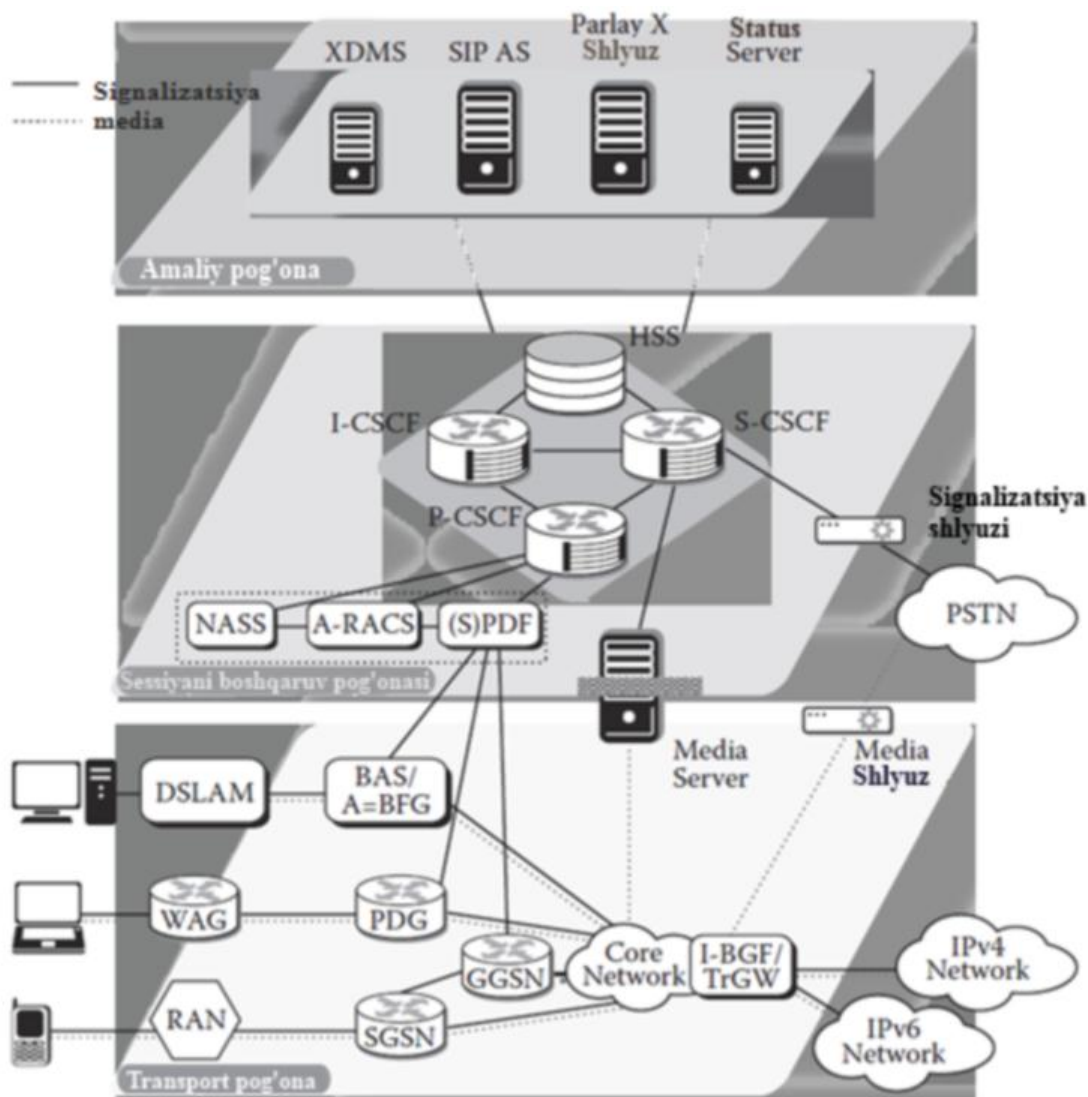 Parlay X
Status
XDMS
SIP AS
Shlyuz
Server
Signalizatsiya
media
Amaliy pog'ona
HSS
I-CSCF
S-CSCF
P-CSCF
Signalizatsiya
shlyuzi
NASS
A-RACS
(S)PDF
PSTN
Sessiyani boshqaruv pog'onasi
Media
Server
Media
Shlyuz
DSLAM
BAS/
A=BFG
WAG
PDG
GGSN
Core
Network
I-BGF/
TrGW
IPv4
Network
RAN
SGSN
IPv6
Network
Transport pog'ona